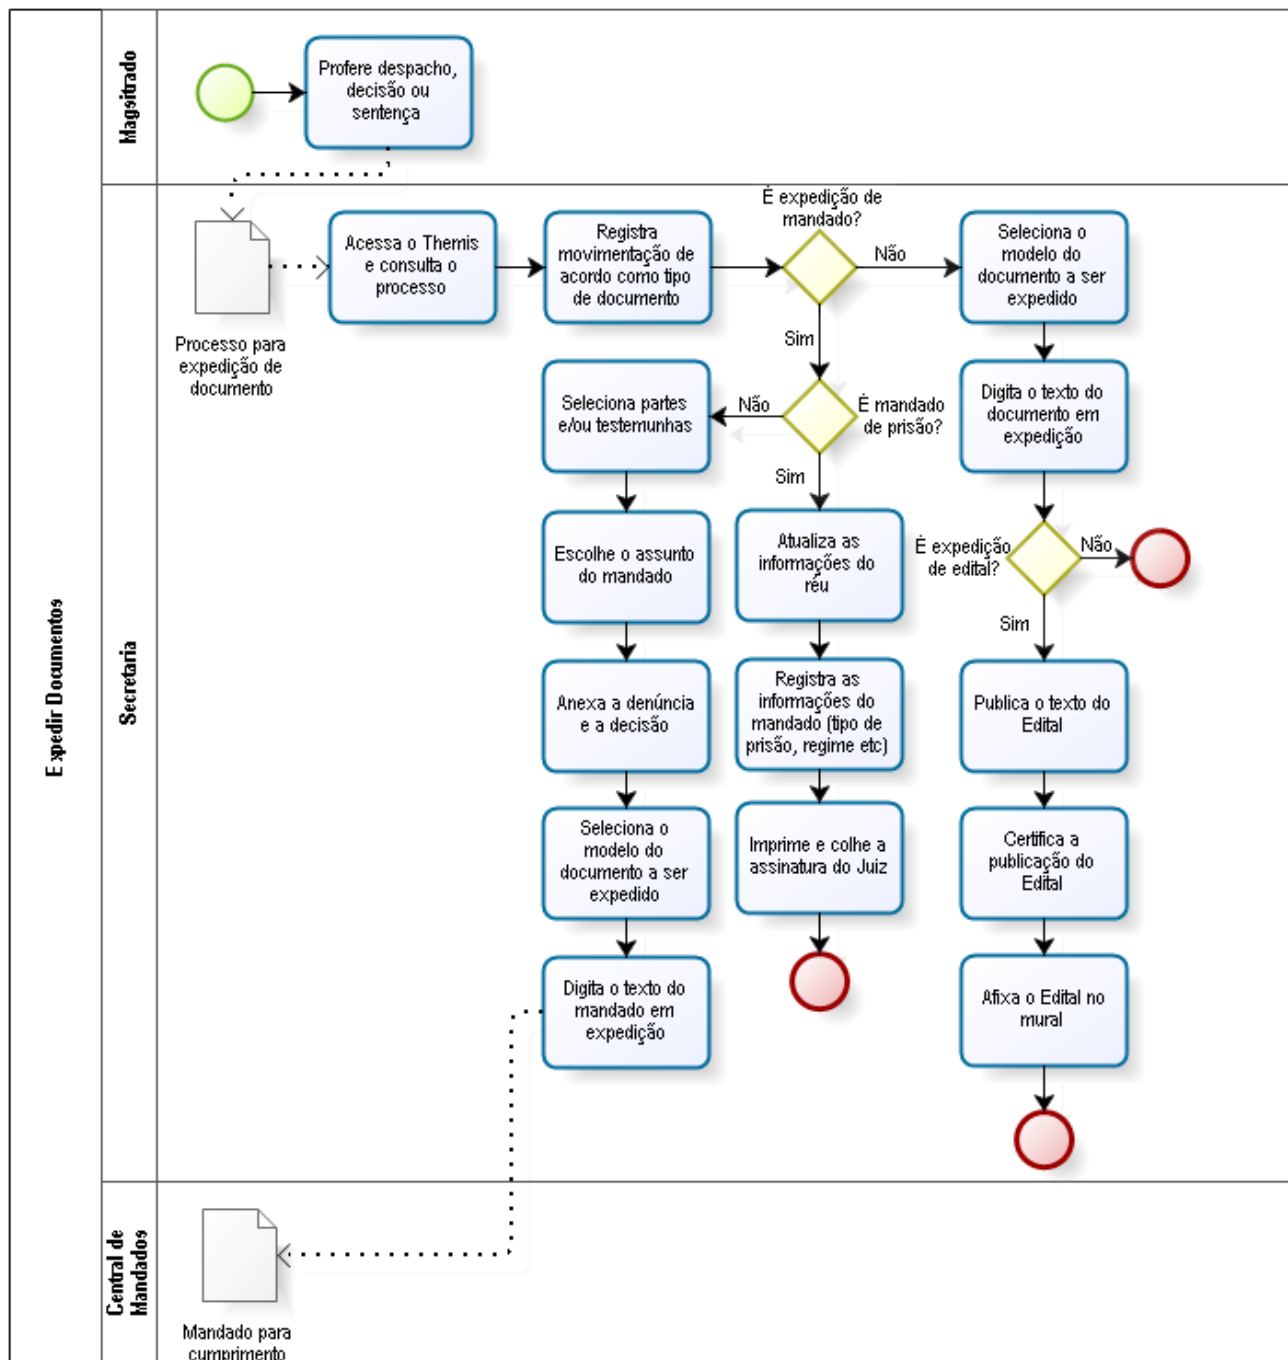 Expedir Documentos
Magsitrado
Profere despacho,
decisão ou
sentença
Secretaria
Processo para
expedição de
documento
Acessa o Themis
e consulta o
processo
Registra
movimentação de
acordo como tipo
de documento
É expedição de
mandado?
Não
Sim
Seleciona o
modelo do
documento a ser
expedido
Seleciona partes
e/ou testemunhas
Não
É mandado
de prisão?
Sim
Digita o texto do
documento em
expedição
Escolhe o assunto
do mandado
Atualiza as
informações do
réu
É expedição
de edital?
Não
Sim
Anexa a denúncia
e a decisão
Registra as
informações do
mandado (tipo de
prisão, regime etc)
Publica o texto do
Edital
Seleciona o
modelo do
documento a ser
expedido
Imprime e colhe a
assinatura do Juiz
Certifica a
publicação do
Edital
Digita o texto do
mandado em
expedição
Afixa o Edital no
mural
Central de
Mandados
Mandado para
cumprimento